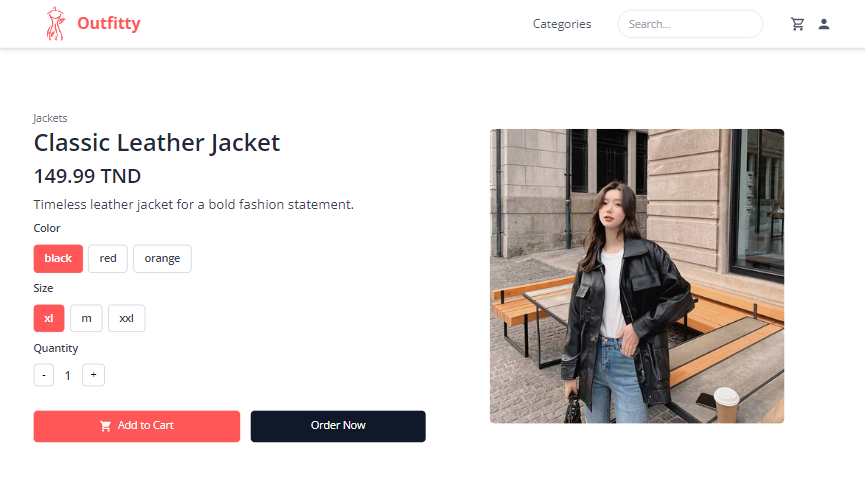 Outfitty
Categories
Search...
Jackets
Classic Leather Jacket
149.99 TND
Timeless leather jacket for a bold fashion statement.
Color
black red orange
Size
xl m xxl
Quantity
- 1 +
Add to Cart
Order Now